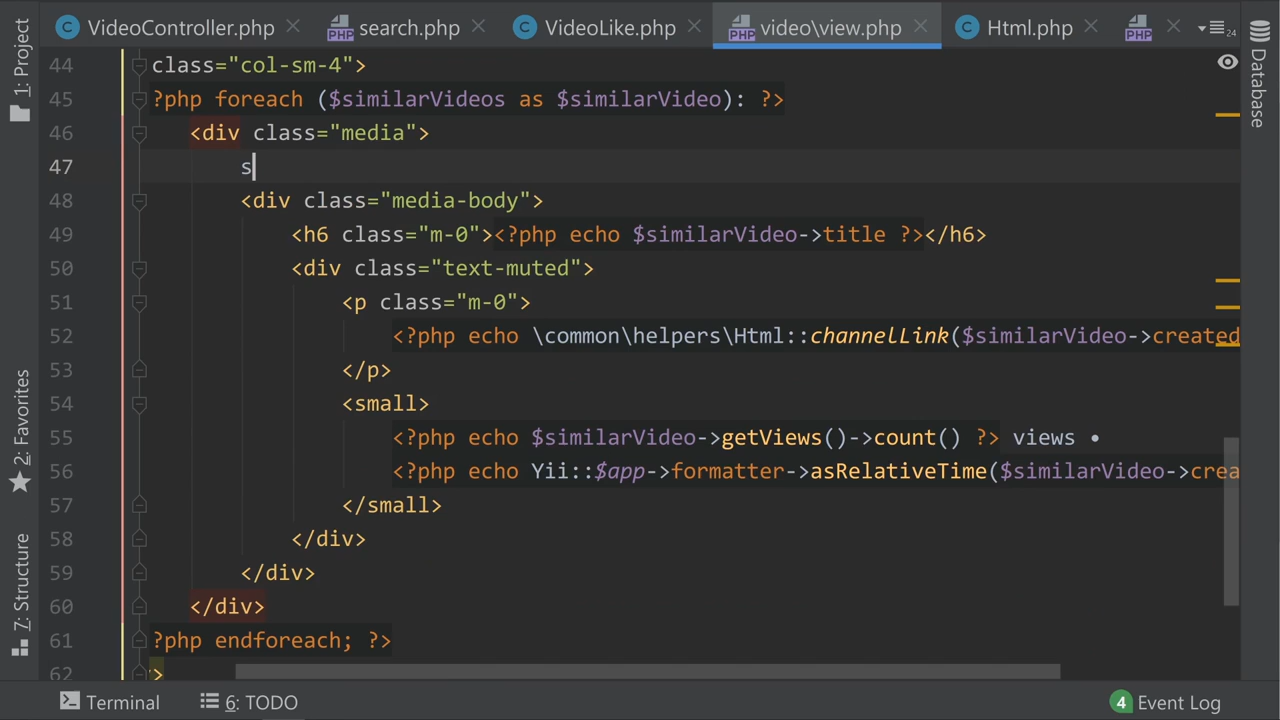 VideoController.php search.php VideoLike.php video\view.php Html.php PHP 24
1: Project
2: Favorites
7: Structure
Database
44 class="col-sm-4">
45 ?php foreach ($similarVideos as $similarVideo): ?>
46 <div class="media">
47 s
48 <div class="media-body">
49 <h6 class="m-0"><?php echo $similarVideo->title ?></h6>
50 <div class="text-muted">
51 <p class="m-0">
52 <?php echo \common\helpers\Html::channelLink($similarVideo->created
53 </p>
54 <small>
55 <?php echo $similarVideo->getViews()->count() ?> views •
56 <?php echo Yii::$app->formatter->asRelativeTime($similarVideo->crea
57 </small>
58 </div>
59 </div>
60 </div>
61 ?php endforeach; ?>
62 >
Terminal 6: TODO 4 Event Log